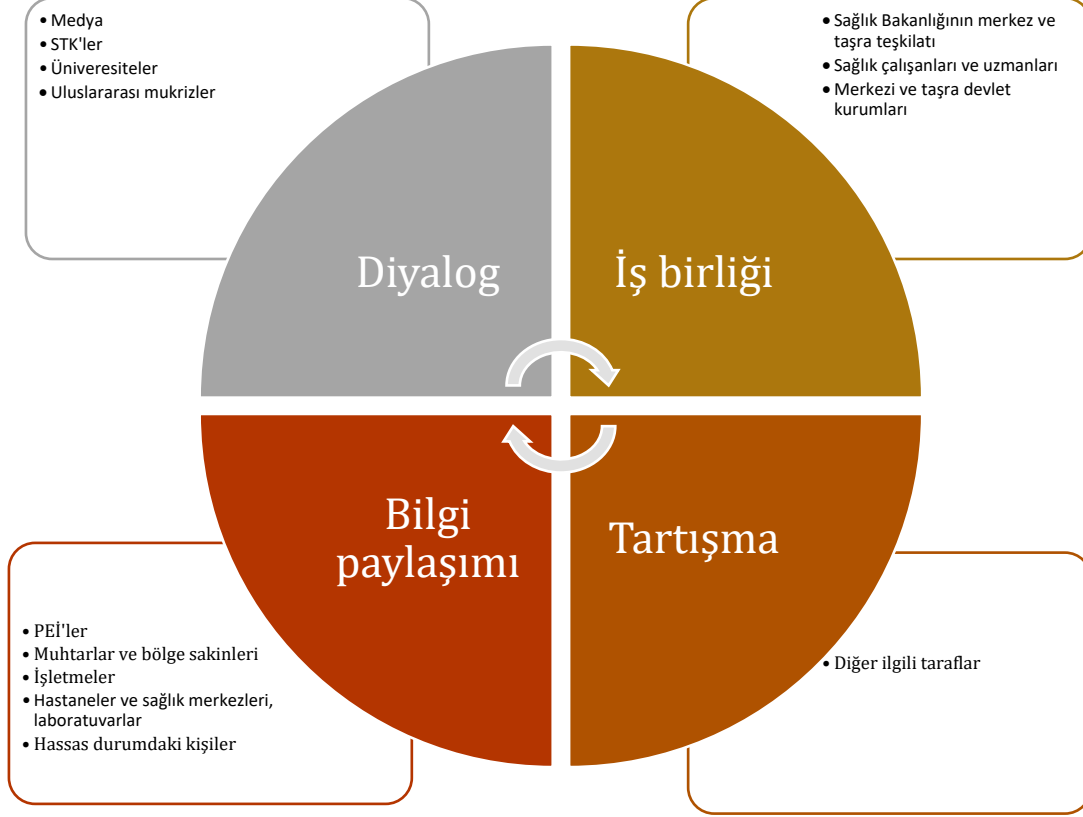 • Medya
• STK'ler
• Üniveresiteler
• Uluslararası mukrizler
• Sağlık Bakanlığının merkez ve
taşra teşkilatı
• Sağlık çalışanları ve uzmanları
• Merkezi ve taşra devlet
kurumları
Diyalog
İş birliği
Bilgi
paylaşımı
Tartışma
• PEİ'ler
• Muhtarlar ve bölge sakinleri
• İşletmeler
• Hastaneler ve sağlık merkezleri,
laboratuvarlar
• Hassas durumdaki kişiler
• Diğer ilgili taraflar